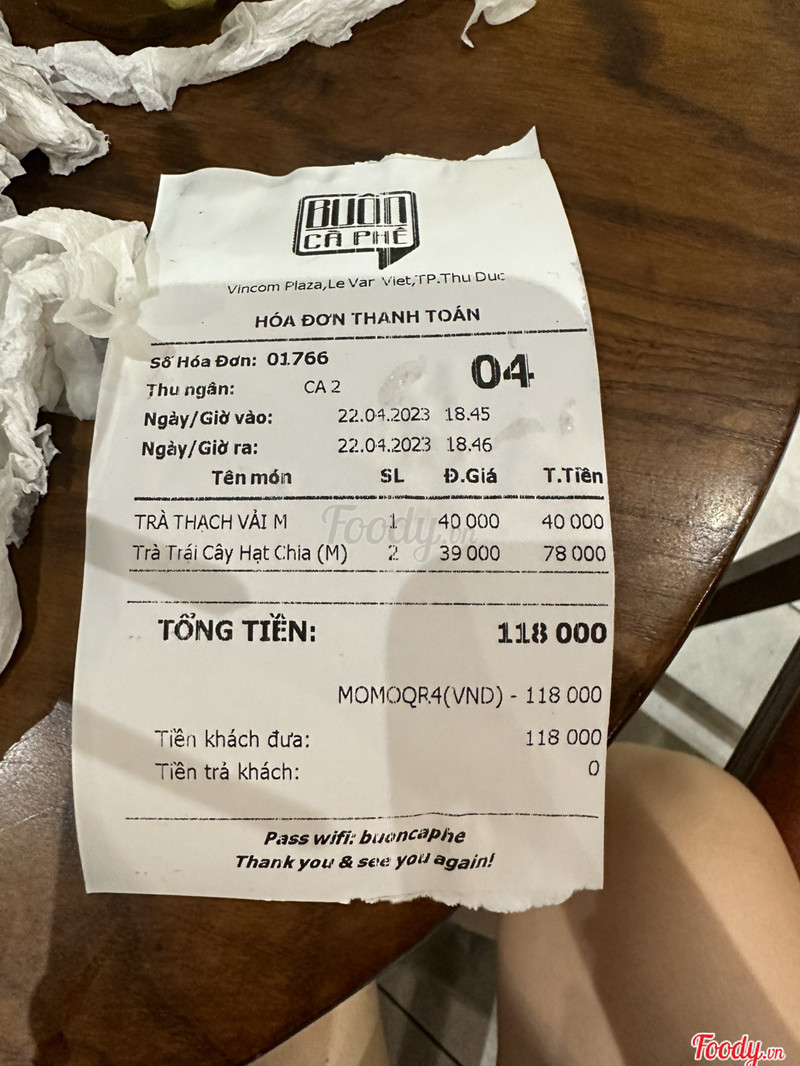 BUÔN
CÀ PHÊ
Vincom Plaza,Le Van Viet,TP.Thu Duc
HÓA ĐƠN THANH TOÁN
Số Hóa Đơn: 01766
04
Thu ngân: CA 2
Ngày/Giờ vào: 22.04.2023 18.45
Ngày/Giờ ra: 22.04.2023 18.46
Tên món SL Đ.Giá T.Tiền
TRÀ THẠCH VẢI M 1 40 000 40 000
Trà Trái Cây Hạt Chia (M) 2 39 000 78 000
Foody.vn
TỔNG TIỀN: 118 000
MOMOQR4(VND) - 118 000
Tiền khách đưa: 118 000
Tiền trả khách: 0
Pass wifi: buoncaphe
Thank you & see you again!
Foody.vn